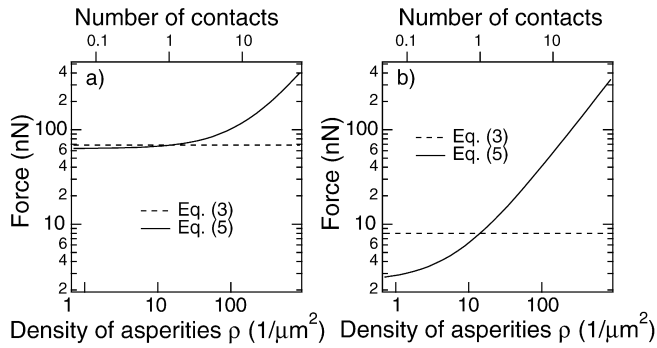 Number of contacts
0.1 1 10
a)
Force (nN)
4
2
100
6
4
2
10
6
4
2
Eq. (3)
Eq. (5)
1 10 100
Density of asperities ρ (1/μm²)
Number of contacts
0.1 1 10
b)
Force (nN)
4
2
100
8
6
4
2
10
8
6
4
2
Eq. (3)
Eq. (5)
1 10 100
Density of asperities ρ (1/μm²)